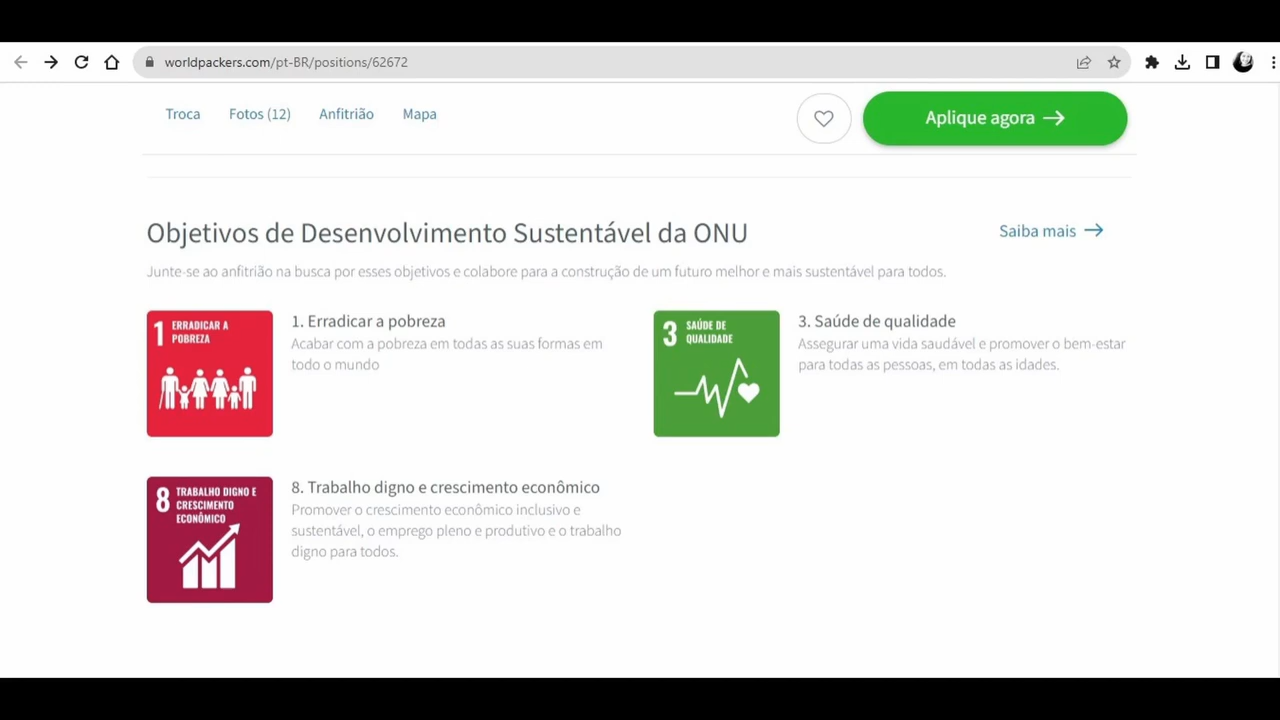 worldpackers.com/pt-BR/positions/62672
Troca Fotos (12) Anfitrião Mapa
Aplique agora →
Objetivos de Desenvolvimento Sustentável da ONU
Saiba mais →
Junte-se ao anfitrião na busca por esses objetivos e colabore para a construção de um futuro melhor e mais sustentável para todos.
1 ERRADICAR A
POBREZA
1. Erradicar a pobreza
Acabar com a pobreza em todas as suas formas em
todo o mundo
3 SAÚDE DE
QUALIDADE
3. Saúde de qualidade
Assegurar uma vida saudável e promover o bem-estar
para todas as pessoas, em todas as idades.
8 TRABALHO DIGNO E
CRESCIMENTO
ECONÔMICO
8. Trabalho digno e crescimento econômico
Promover o crescimento econômico inclusivo e
sustentável, o emprego pleno e produtivo e o trabalho
digno para todos.